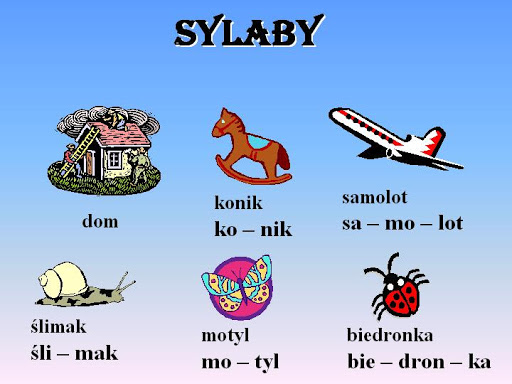 SYLABY
dom
konik
ko – nik
samolot
sa – mo – lot
ślimak
śli – mak
motyl
mo – tyl
biedronka
bie – dron – ka